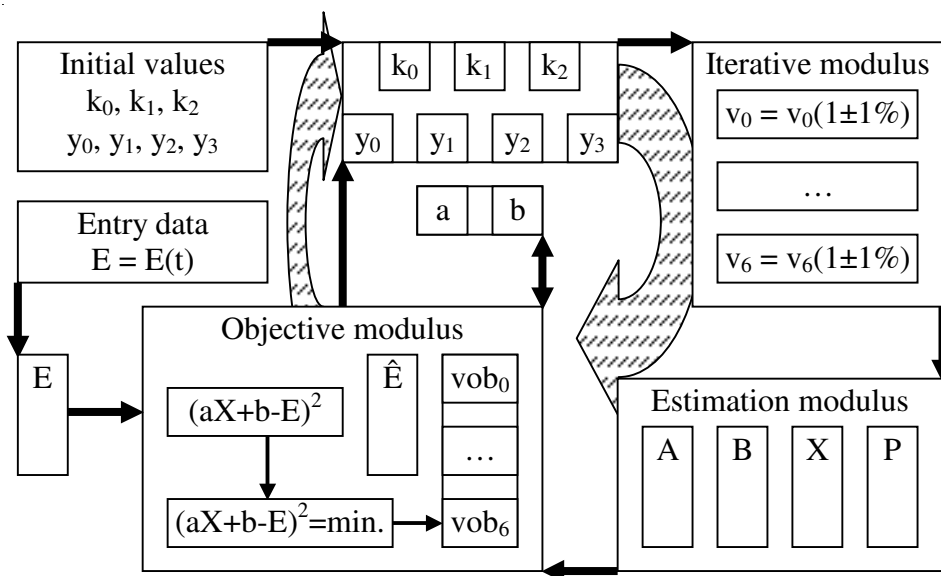 Initial values
k₀, k₁, k₂
y₀, y₁, y₂, y₃
k₀ k₁ k₂
y₀ y₁ y₂ y₃
a b
Iterative modulus
v₀ = v₀(1±1%)
...
v₆ = v₆(1±1%)
Entry data
E = E(t)
E
Objective modulus
(aX+b-E)²
(aX+b-E)²=min.
Ê
vob₀
...
vob₆
Estimation modulus
A B X P